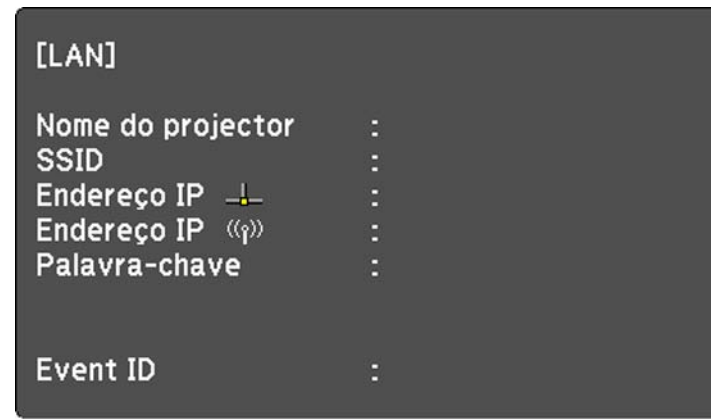 [LAN]
Nome do projector :
SSID :
Endereço IP :
Endereço IP :
Palavra-chave :
Event ID :